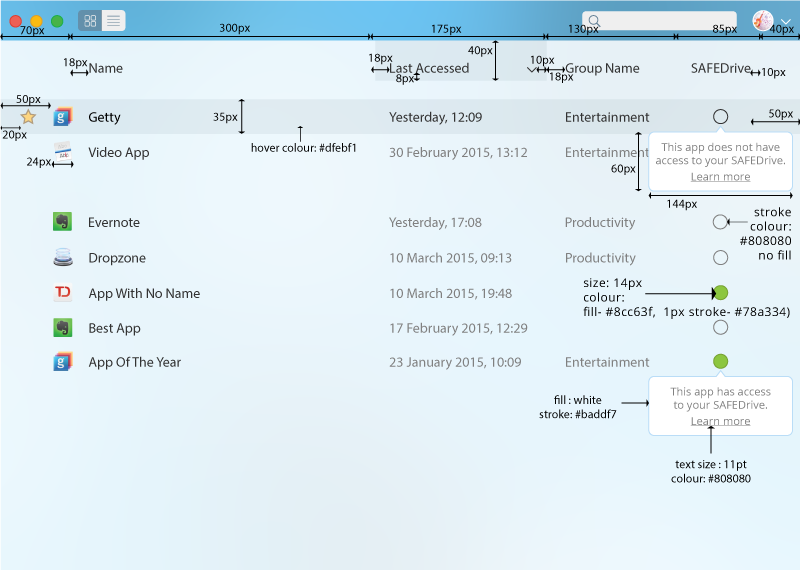 70px 300px 175px 130px 85px 40px
18px Name 18px Last Accessed 40px 10px 18px Group Name SAFEDrive 10px
8px
50px
20px
Getty 35px Yesterday, 12:09 Entertainment 50px
hover colour: #dfebf1
24px Video App 30 February 2015, 13:12 Entertainment
This app does not have
access to your SAFEDrive.
Learn more
60px
144px
Evernote Yesterday, 17:08 Productivity
stroke
colour:
#808080
no fill
Dropzone 10 March 2015, 09:13 Productivity
App With No Name 10 March 2015, 19:48
size: 14px
colour:
fill- #8cc63f, 1px stroke- #78a334)
Best App 17 February 2015, 12:29
App Of The Year 23 January 2015, 10:09 Entertainment
This app has access
to your SAFEDrive.
Learn more
fill : white
stroke: #baddf7
text size : 11pt
colour: #808080